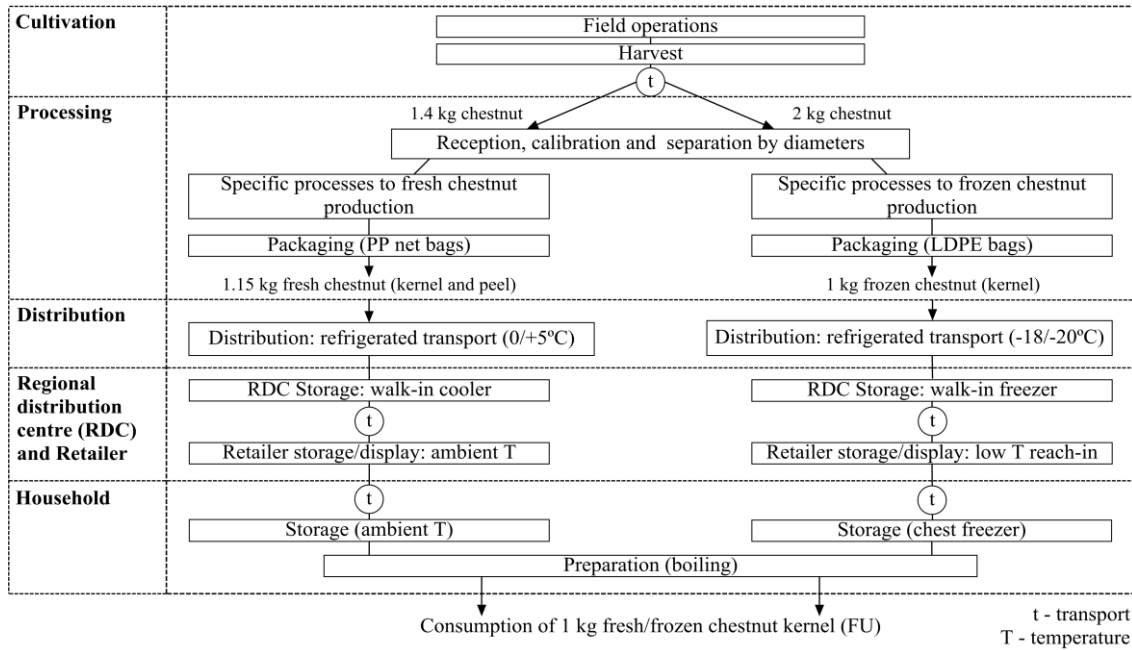 Cultivation
Field operations
Harvest
t
Processing
1.4 kg chestnut
2 kg chestnut
Reception, calibration and separation by diameters
Specific processes to fresh chestnut
production
Specific processes to frozen chestnut
production
Packaging (PP net bags)
Packaging (LDPE bags)
1.15 kg fresh chestnut (kernel and peel)
1 kg frozen chestnut (kernel)
Distribution
Distribution: refrigerated transport (0/+5ºC)
Distribution: refrigerated transport (-18/-20ºC)
Regional
distribution
centre (RDC)
and Retailer
RDC Storage: walk-in cooler
RDC Storage: walk-in freezer
t
t
Retailer storage/display: ambient T
Retailer storage/display: low T reach-in
Household
t
t
Storage (ambient T)
Storage (chest freezer)
Preparation (boiling)
Consumption of 1 kg fresh/frozen chestnut kernel (FU)
t - transport
T - temperature